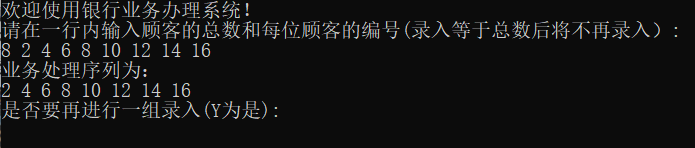 欢迎使用银行业务办理系统!
请在一行内输入顾客的总数和每位顾客的编号(录入等于总数后将不再录入）:
8 2 4 6 8 10 12 14 16
业务处理序列为：
2 4 6 8 10 12 14 16
是否要再进行一组录入(Y为是):